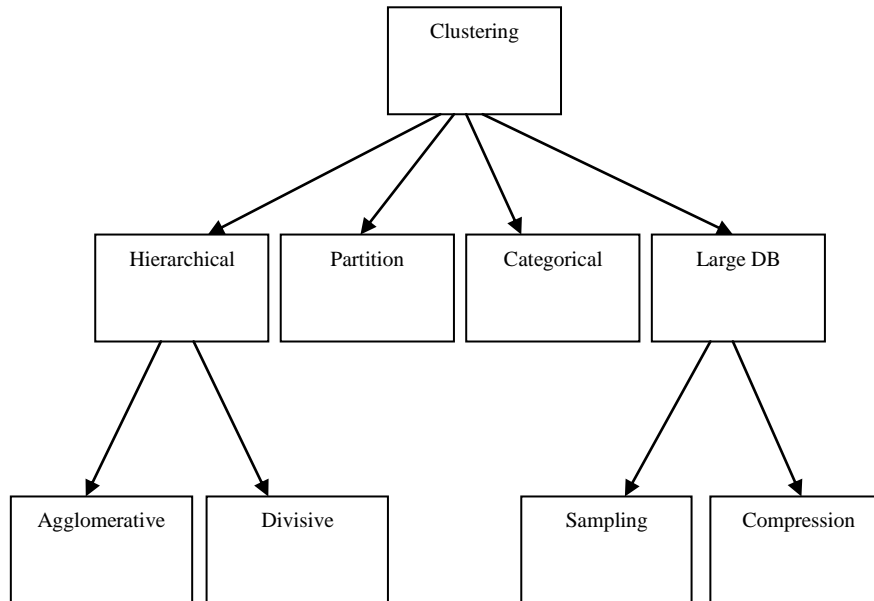 Clustering
Hierarchical
Partition
Categorical
Large DB
Agglomerative
Divisive
Sampling
Compression